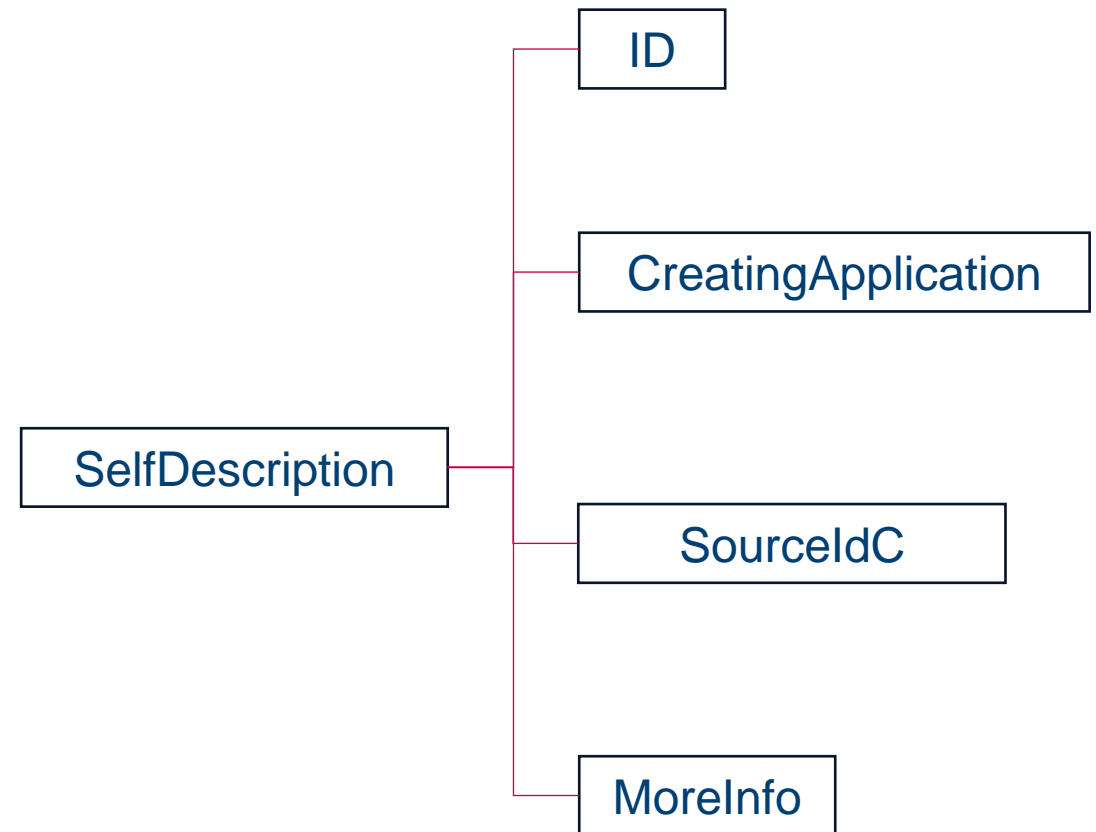 ID
CreatingApplication
SelfDescription
SourceIdC
MoreInfo